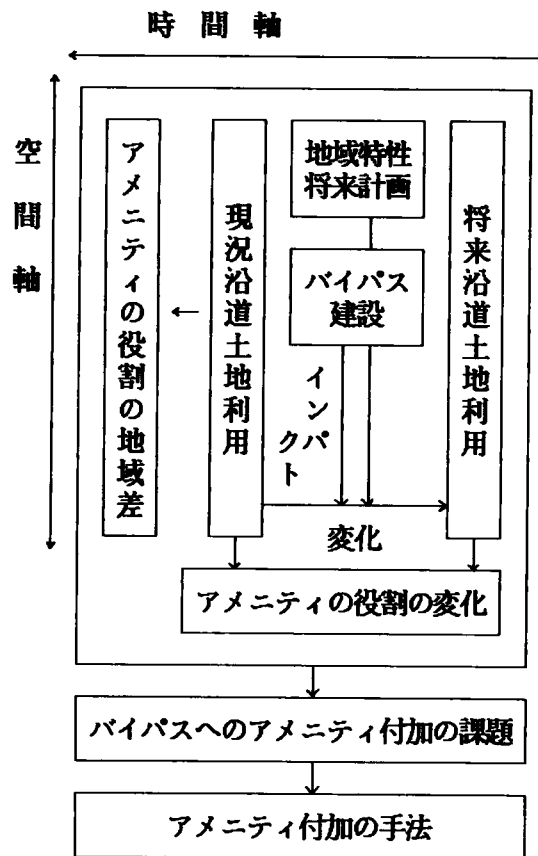 時間軸
空間軸
アメニティの役割の地域差
現況沿道土地利用
地域特性
将来計画
バイパス
建設
インパ
クト
将来沿道土地利用
変化
アメニティの役割の変化
バイパスへのアメニティ付加の課題
アメニティ付加の手法